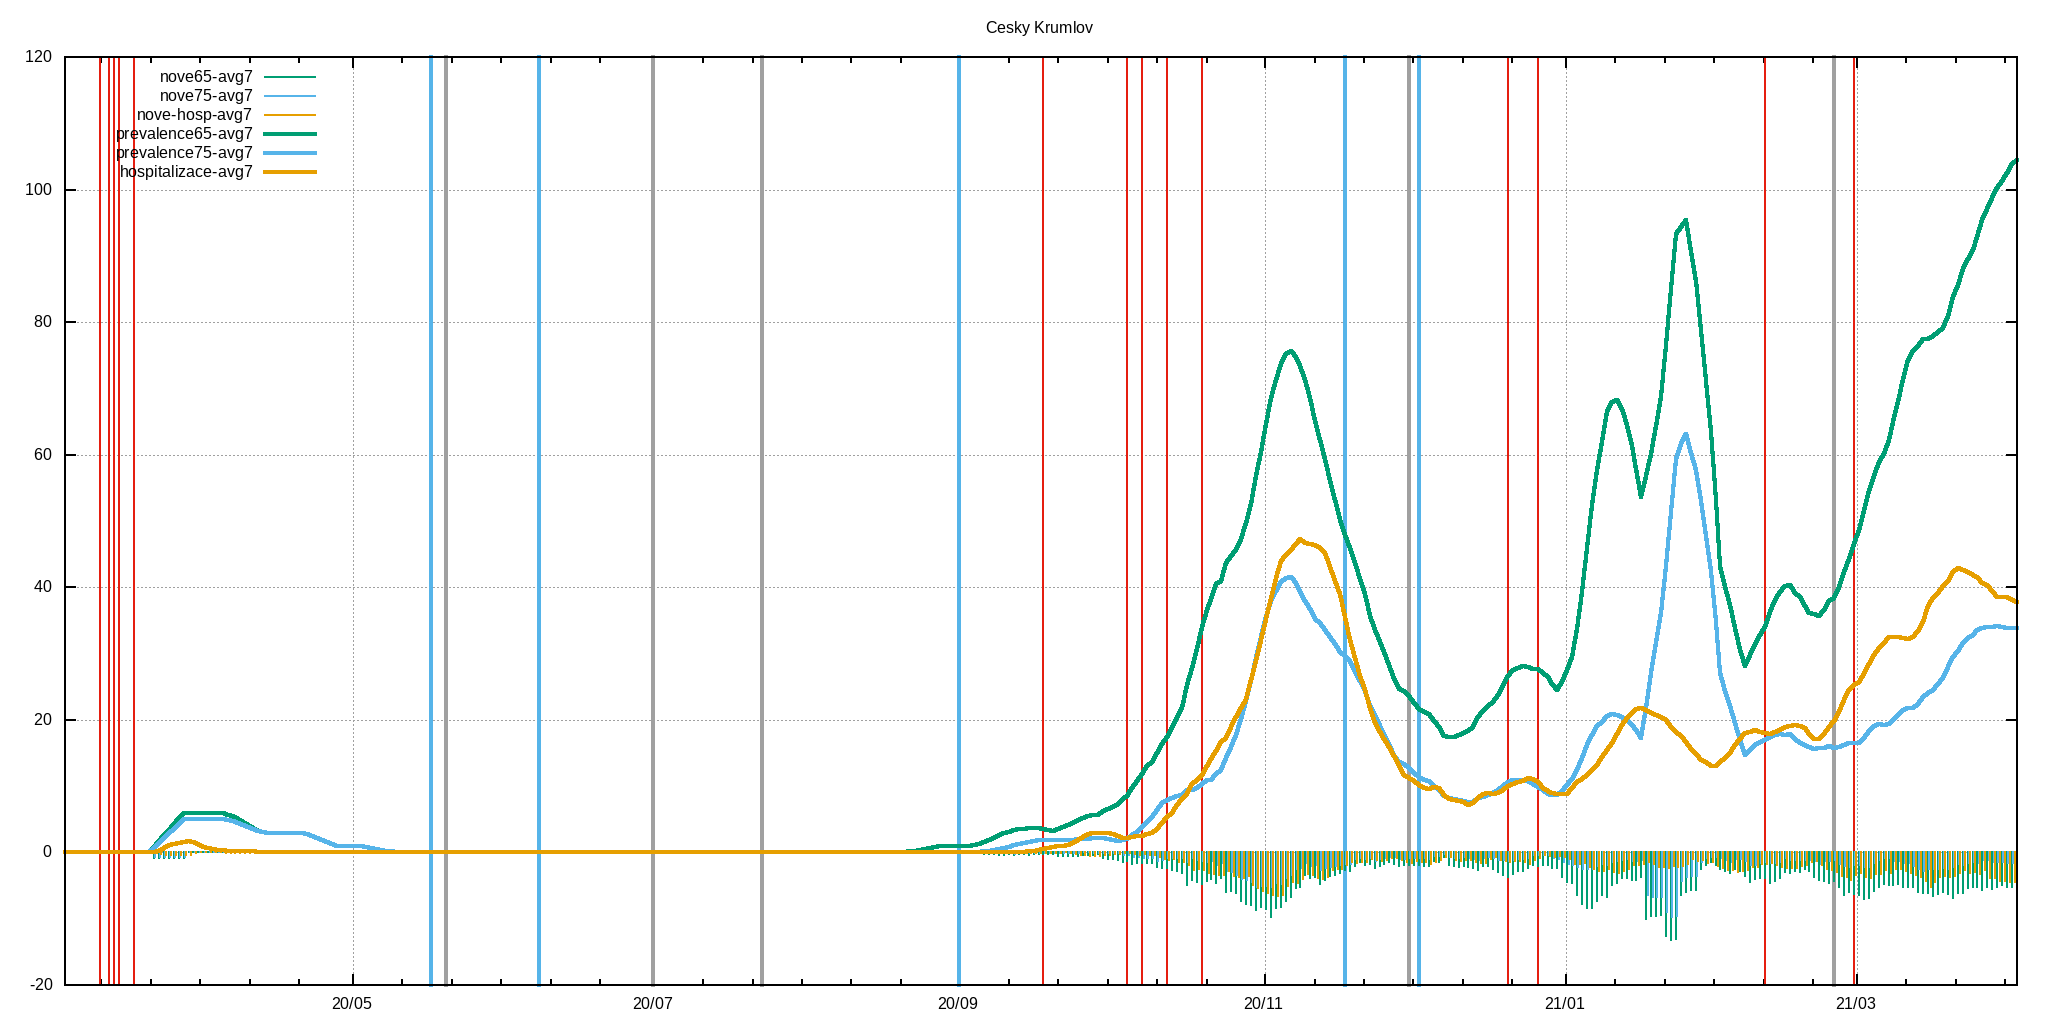 Cesky Krumlov
120
100
80
60
40
20
0
-20
nove65-avg7
nove75-avg7
nove-hosp-avg7
prevalence65-avg7
prevalence75-avg7
hospitalizace-avg7
20/05
20/07
20/09
20/11
21/01
21/03